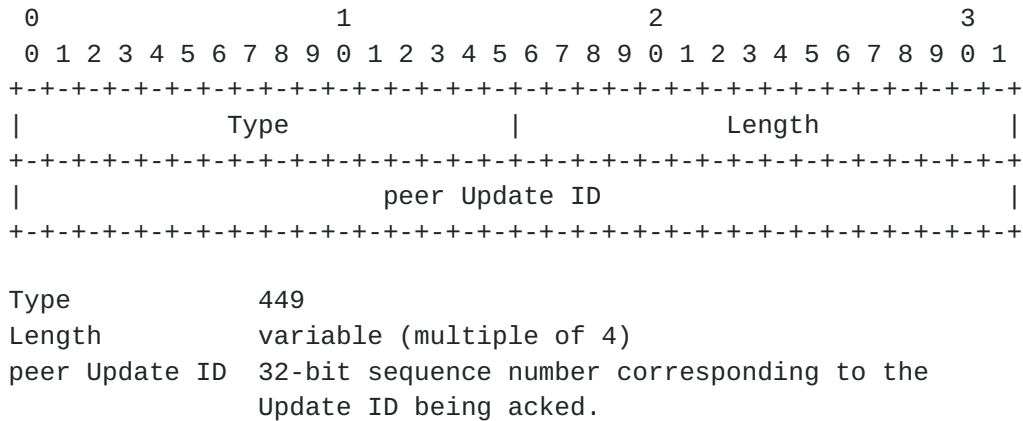 0                   1                   2                   3
 0 1 2 3 4 5 6 7 8 9 0 1 2 3 4 5 6 7 8 9 0 1 2 3 4 5 6 7 8 9 0 1
+-+-+-+-+-+-+-+-+-+-+-+-+-+-+-+-+-+-+-+-+-+-+-+-+-+-+-+-+-+-+-+-+
|             Type              |             Length            |
+-+-+-+-+-+-+-+-+-+-+-+-+-+-+-+-+-+-+-+-+-+-+-+-+-+-+-+-+-+-+-+-+
|                       peer Update ID                          |
+-+-+-+-+-+-+-+-+-+-+-+-+-+-+-+-+-+-+-+-+-+-+-+-+-+-+-+-+-+-+-+-+

Type            449
Length          variable (multiple of 4)
peer Update ID  32-bit sequence number corresponding to the
                Update ID being acked.